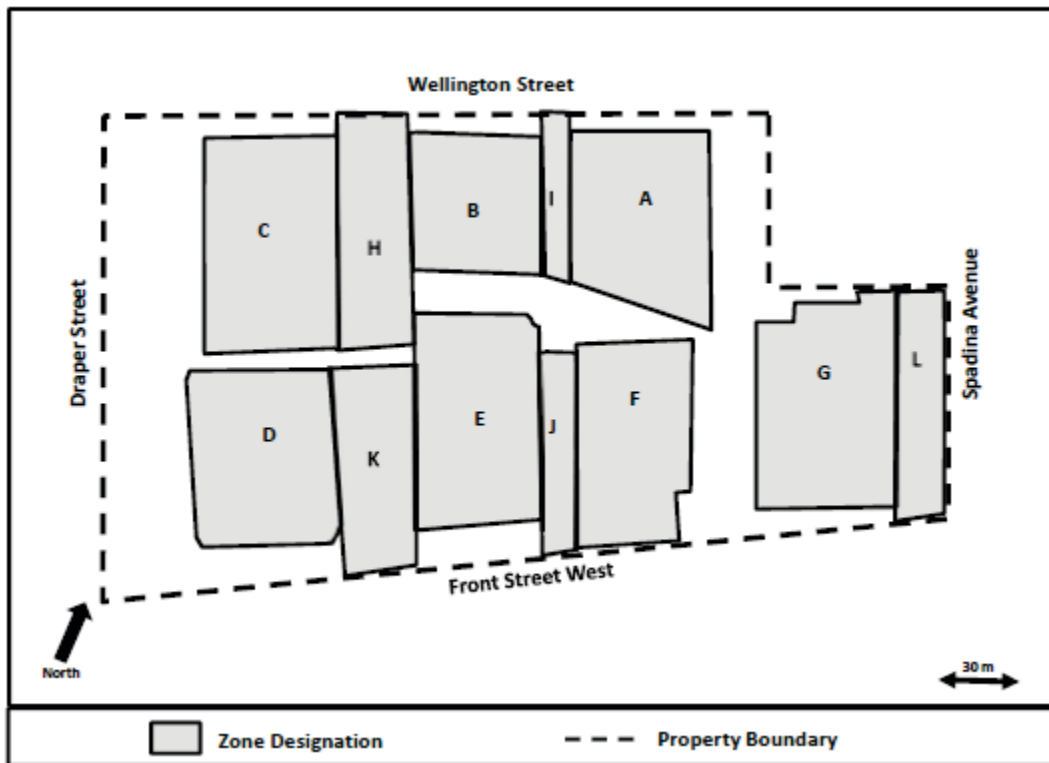 Wellington Street
C
H
B
I
A
Draper Street
Spadina Avenue
D
K
E
J
F
G
L
Front Street West
North
30 m
Zone Designation
Property Boundary